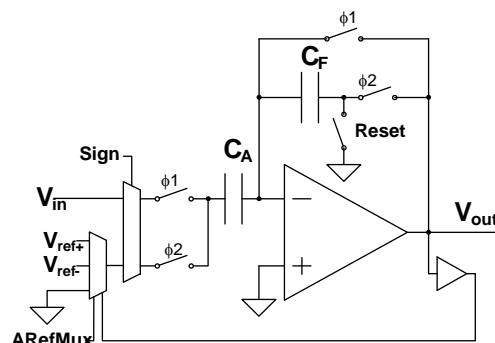 ϕ1
C_F
ϕ2
Reset
Sign
C_A
ϕ1
V_in
V_out
ϕ2
V_ref+
V_ref-
ARefMux
−
+